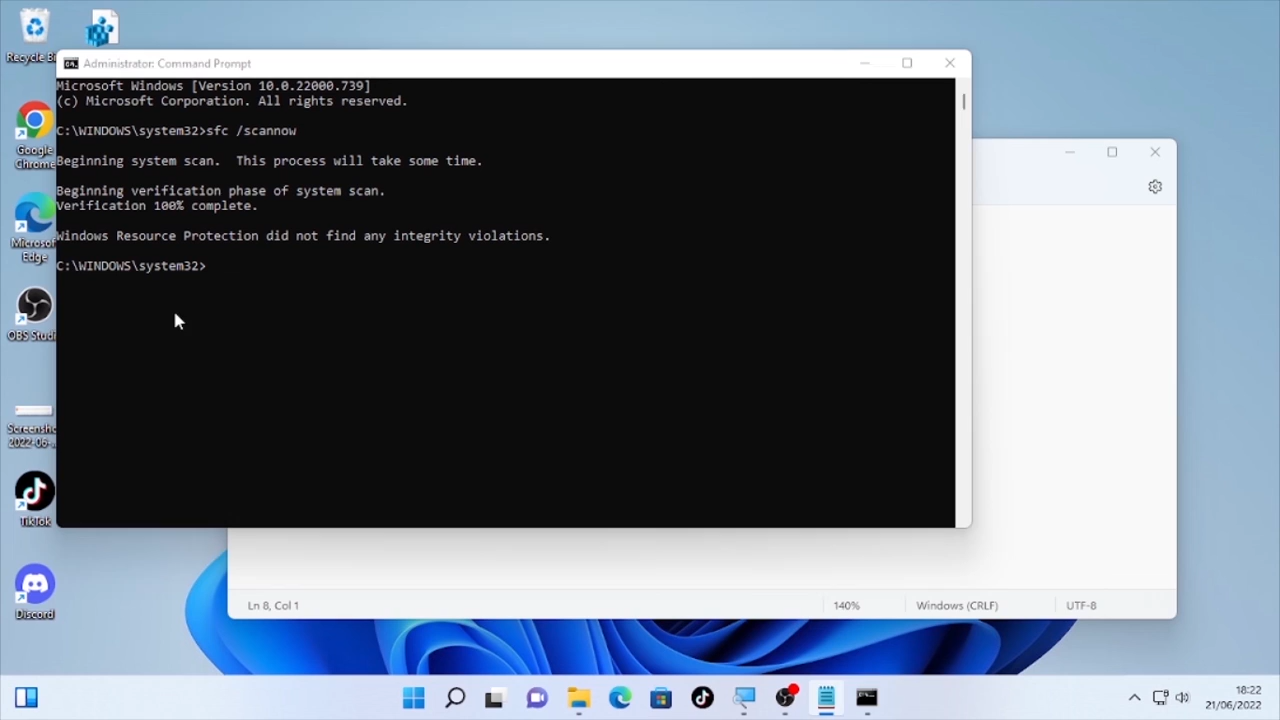 Recycle Bi
Administrator: Command Prompt
Microsoft Windows [Version 10.0.22000.739]
(c) Microsoft Corporation. All rights reserved.
C:\WINDOWS\system32>sfc /scannow
Beginning system scan.  This process will take some time.
Beginning verification phase of system scan.
Verification 100% complete.
Windows Resource Protection did not find any integrity violations.
C:\WINDOWS\system32>
Google
Chrome
Microsof
Edge
OBS Studi
Screensho
2022-06-...
TikTok
Discord
Ln 8, Col 1
140%
Windows (CRLF)
UTF-8
18:22
21/06/2022